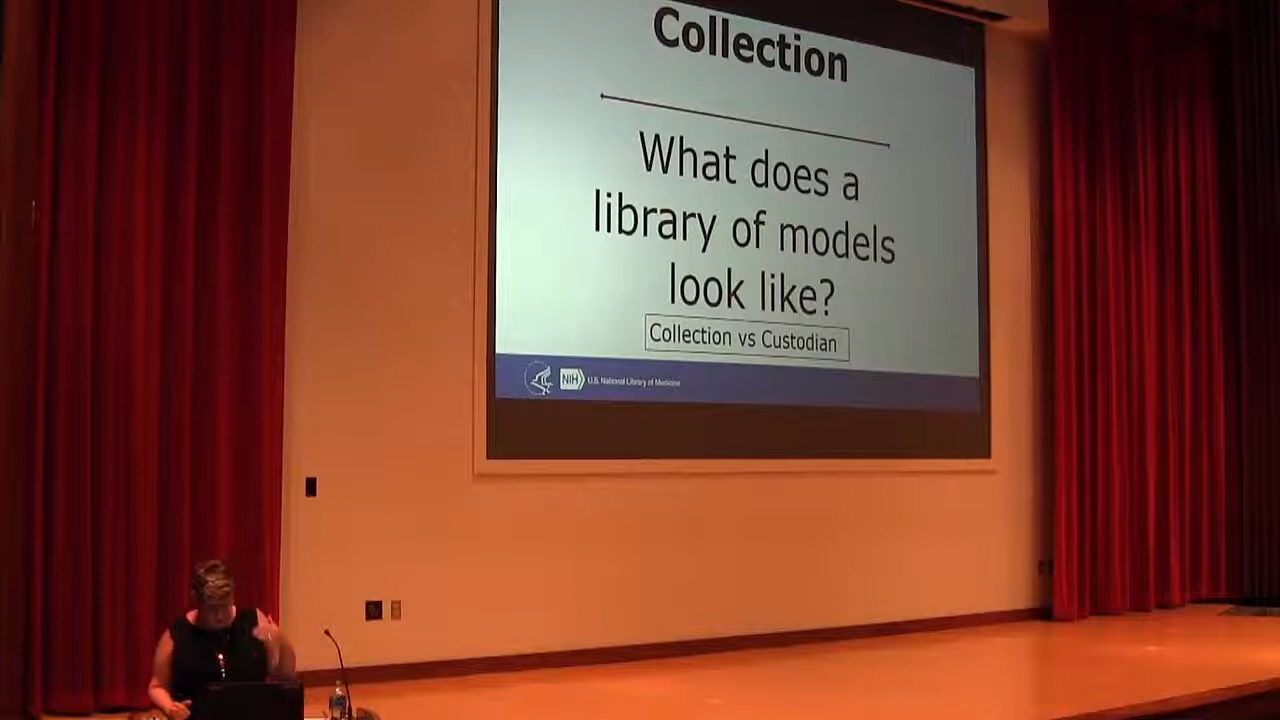 Collection
What does a
library of models
look like?
Collection vs Custodian
NIH U.S. National Library of Medicine